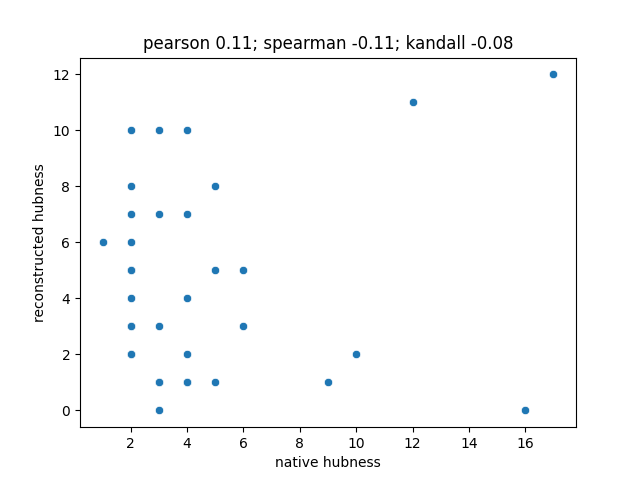 pearson 0.11; spearman -0.11; kandall -0.08
12
10
8
6
4
2
0
reconstructed hubness
2 4 6 8 10 12 14 16
native hubness